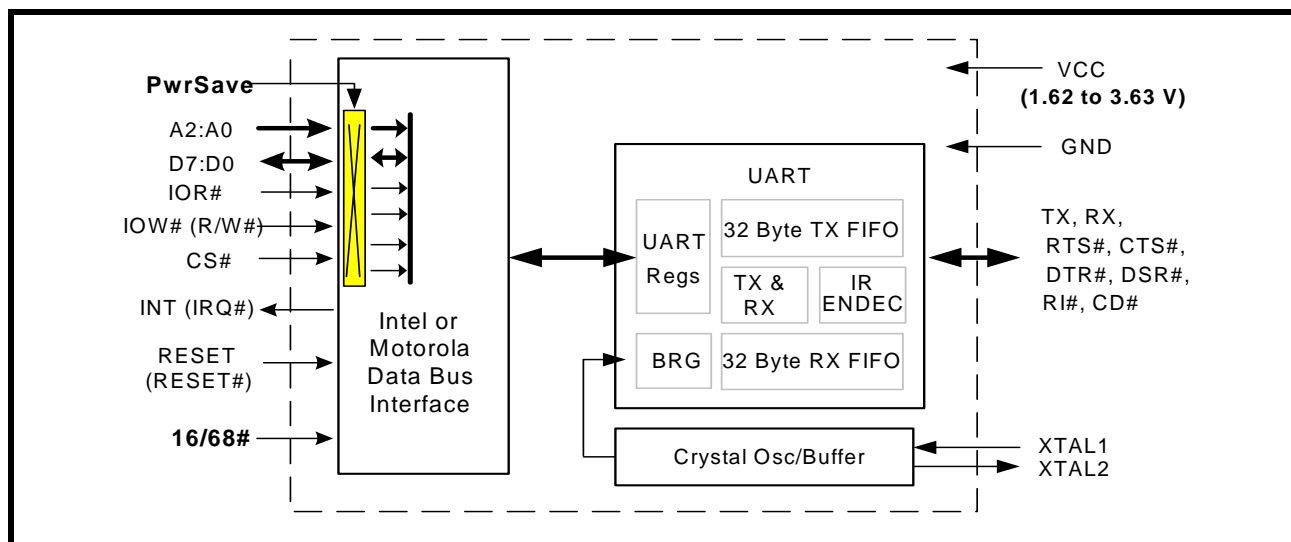 PwrSave
A2:A0
D7:D0
IOR#
IOW# (R/W#)
CS#
INT (IRQ#)
RESET
(RESET#)
16/68#
Intel or
Motorola
Data Bus
Interface
UART
UART
Regs
32 Byte TX FIFO
TX &
RX
IR
ENDEC
BRG
32 Byte RX FIFO
Crystal Osc/Buffer
VCC
(1.62 to 3.63 V)
GND
TX, RX,
RTS#, CTS#,
DTR#, DSR#,
RI#, CD#
XTAL1
XTAL2